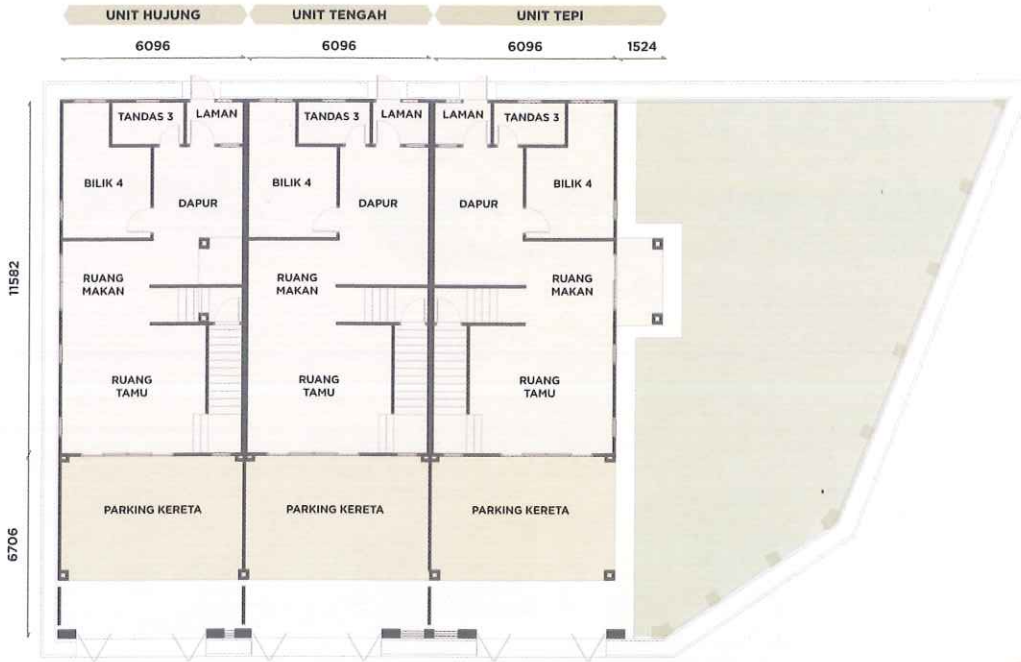 UNIT HUJUNG
UNIT TENGAH
UNIT TEPI
6096
6096
6096
1524
TANDAS 3
LAMAN
TANDAS 3
LAMAN
LAMAN
TANDAS 3
BILIK 4
DAPUR
BILIK 4
DAPUR
DAPUR
BILIK 4
11582
RUANG
MAKAN
RUANG
MAKAN
RUANG
MAKAN
RUANG
TAMU
RUANG
TAMU
RUANG
TAMU
6706
PARKING KERETA
PARKING KERETA
PARKING KERETA